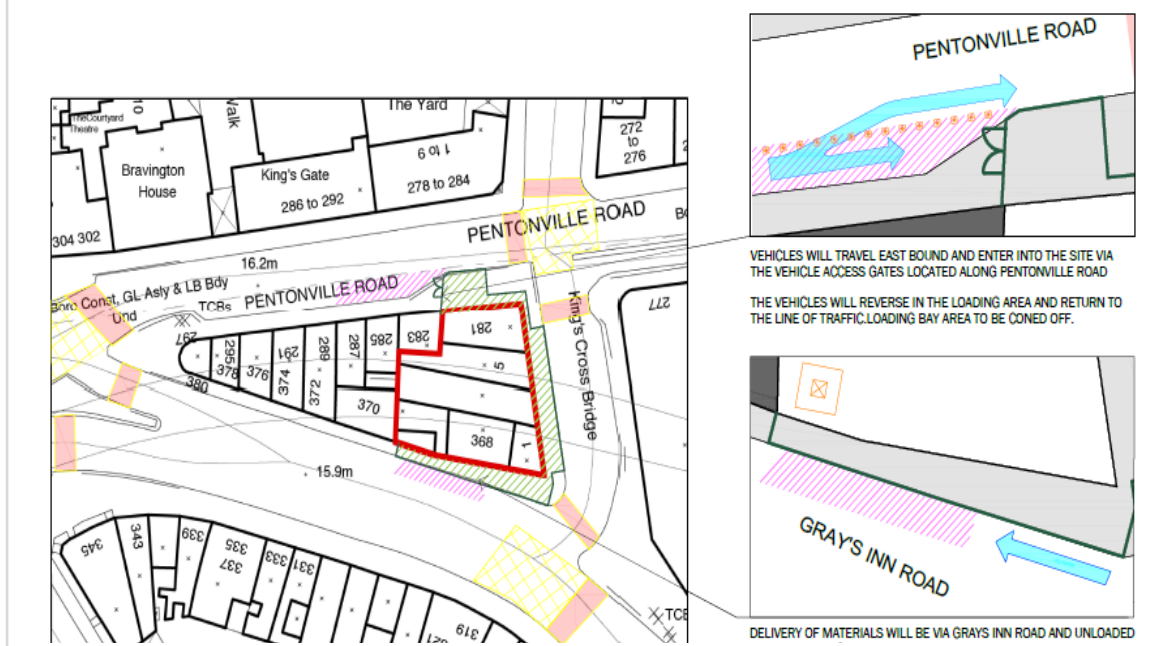 The Yard
10
Walk
TheCourtyard
Theatre
272
to
276
1 to 9
Bravington
House
King's Gate
278 to 284
286 to 292
304 302
PENTONVILLE ROAD
16.2m
Boro Const, GL Asly & LB Bdy
Und
TCBs
PENTONVILLE ROAD
277
King's Cross Bridge
297
295
378
380
376
291
374
289
372
287
285
283
281
5
370
368
1
15.9m
345
343
339
335
337
333
331
321
319
TCB
PENTONVILLE ROAD
VEHICLES WILL TRAVEL EAST BOUND AND ENTER INTO THE SITE VIA
THE VEHICLE ACCESS GATES LOCATED ALONG PENTONVILLE ROAD
THE VEHICLES WILL REVERSE IN THE LOADING AREA AND RETURN TO
THE LINE OF TRAFFIC.LOADING BAY AREA TO BE CONED OFF.
GRAY'S INN ROAD
DELIVERY OF MATERIALS WILL BE VIA GRAYS INN ROAD AND UNLOADED